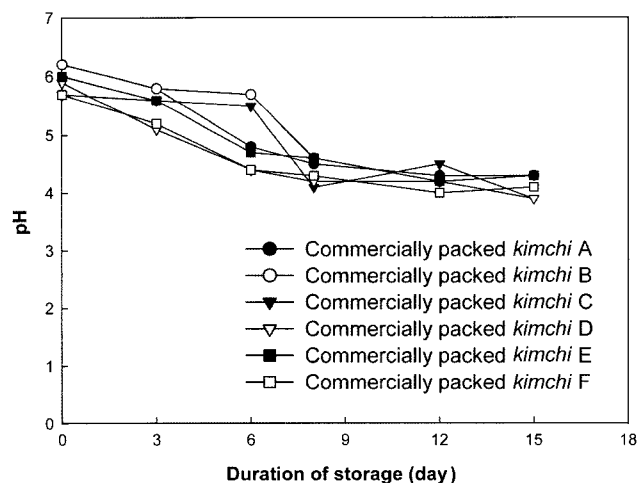 7
6
5
4
3
2
1
0
pH
Commercially packed kimchi A
Commercially packed kimchi B
Commercially packed kimchi C
Commercially packed kimchi D
Commercially packed kimchi E
Commercially packed kimchi F
0 3 6 9 12 15 18
Duration of storage (day)